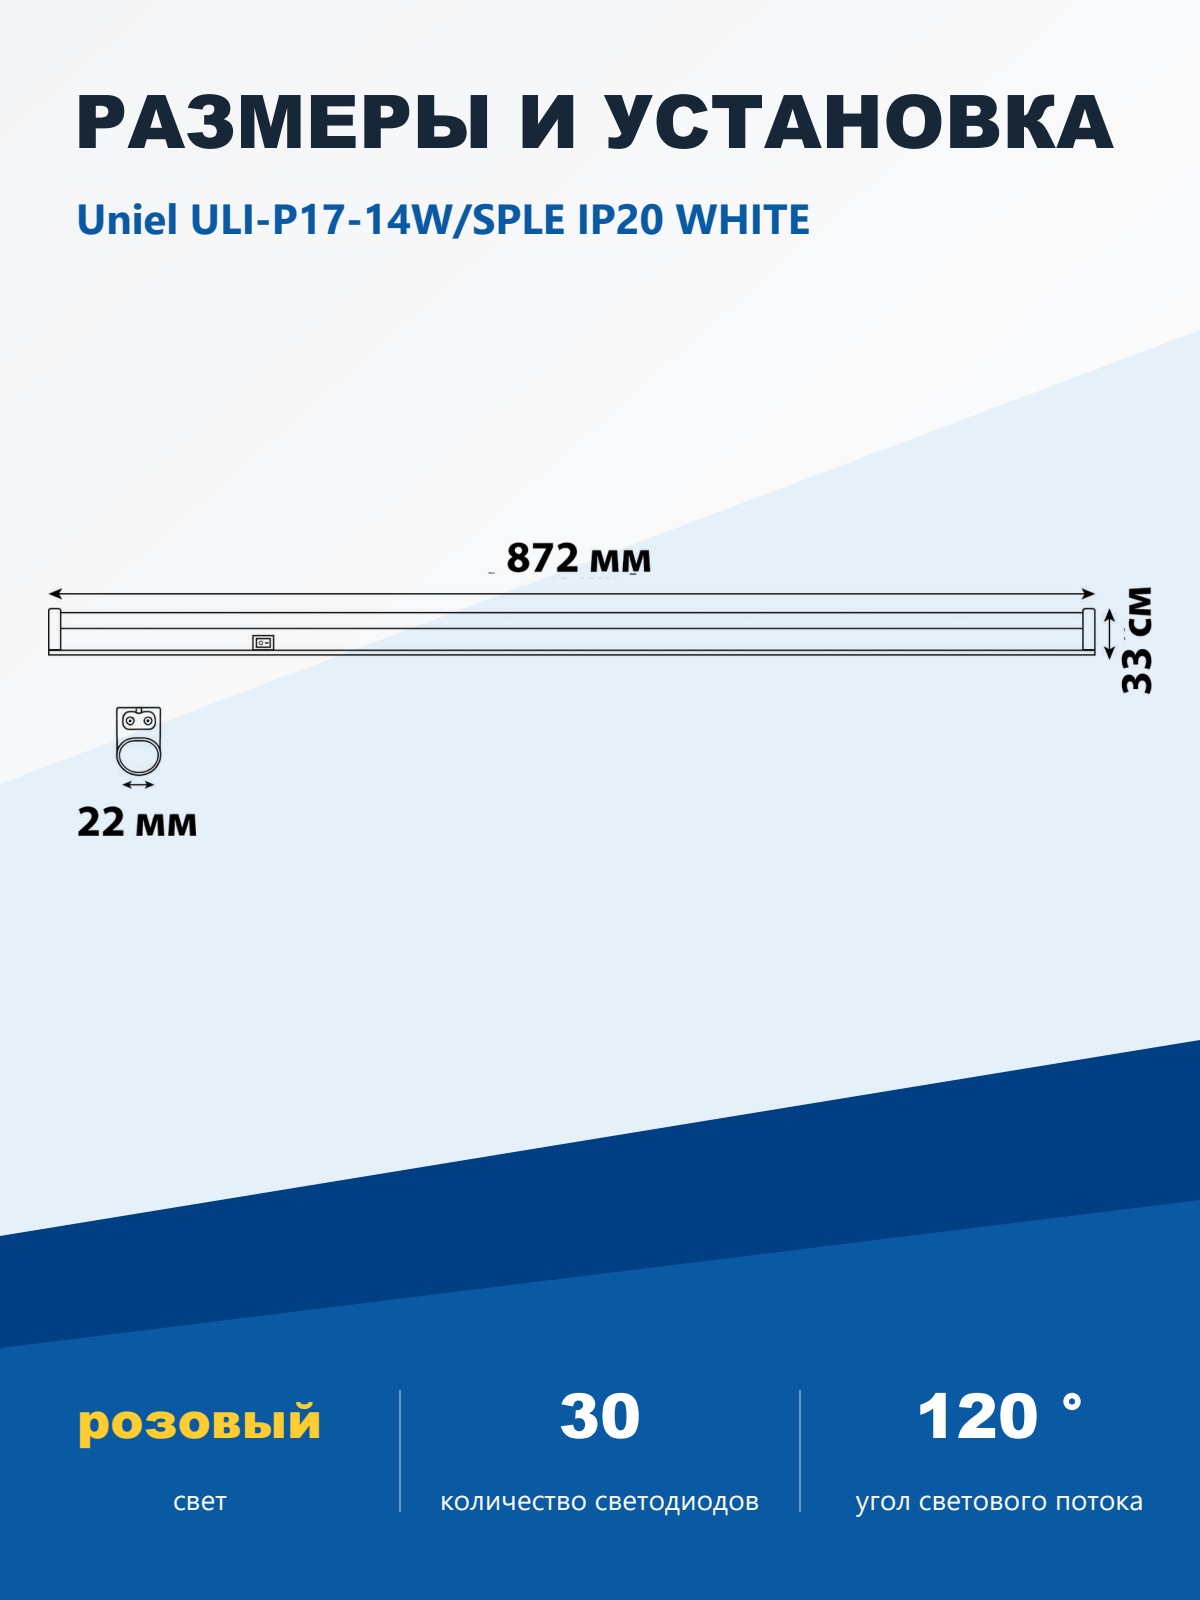 РАЗМЕРЫ И УСТАНОВКА
Uniel ULI-P17-14W/SPLE IP20 WHITE
872 мм
33 см
22 мм
розовый
свет
30
количество светодиодов
120 °
угол светового потока